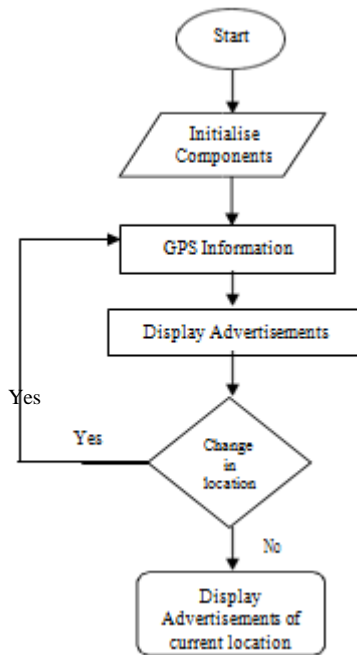 Start
Initialise
Components
GPS Information
Display Advertisements
Yes
Yes
Change
in
location
No
Display
Advertisements of
current location